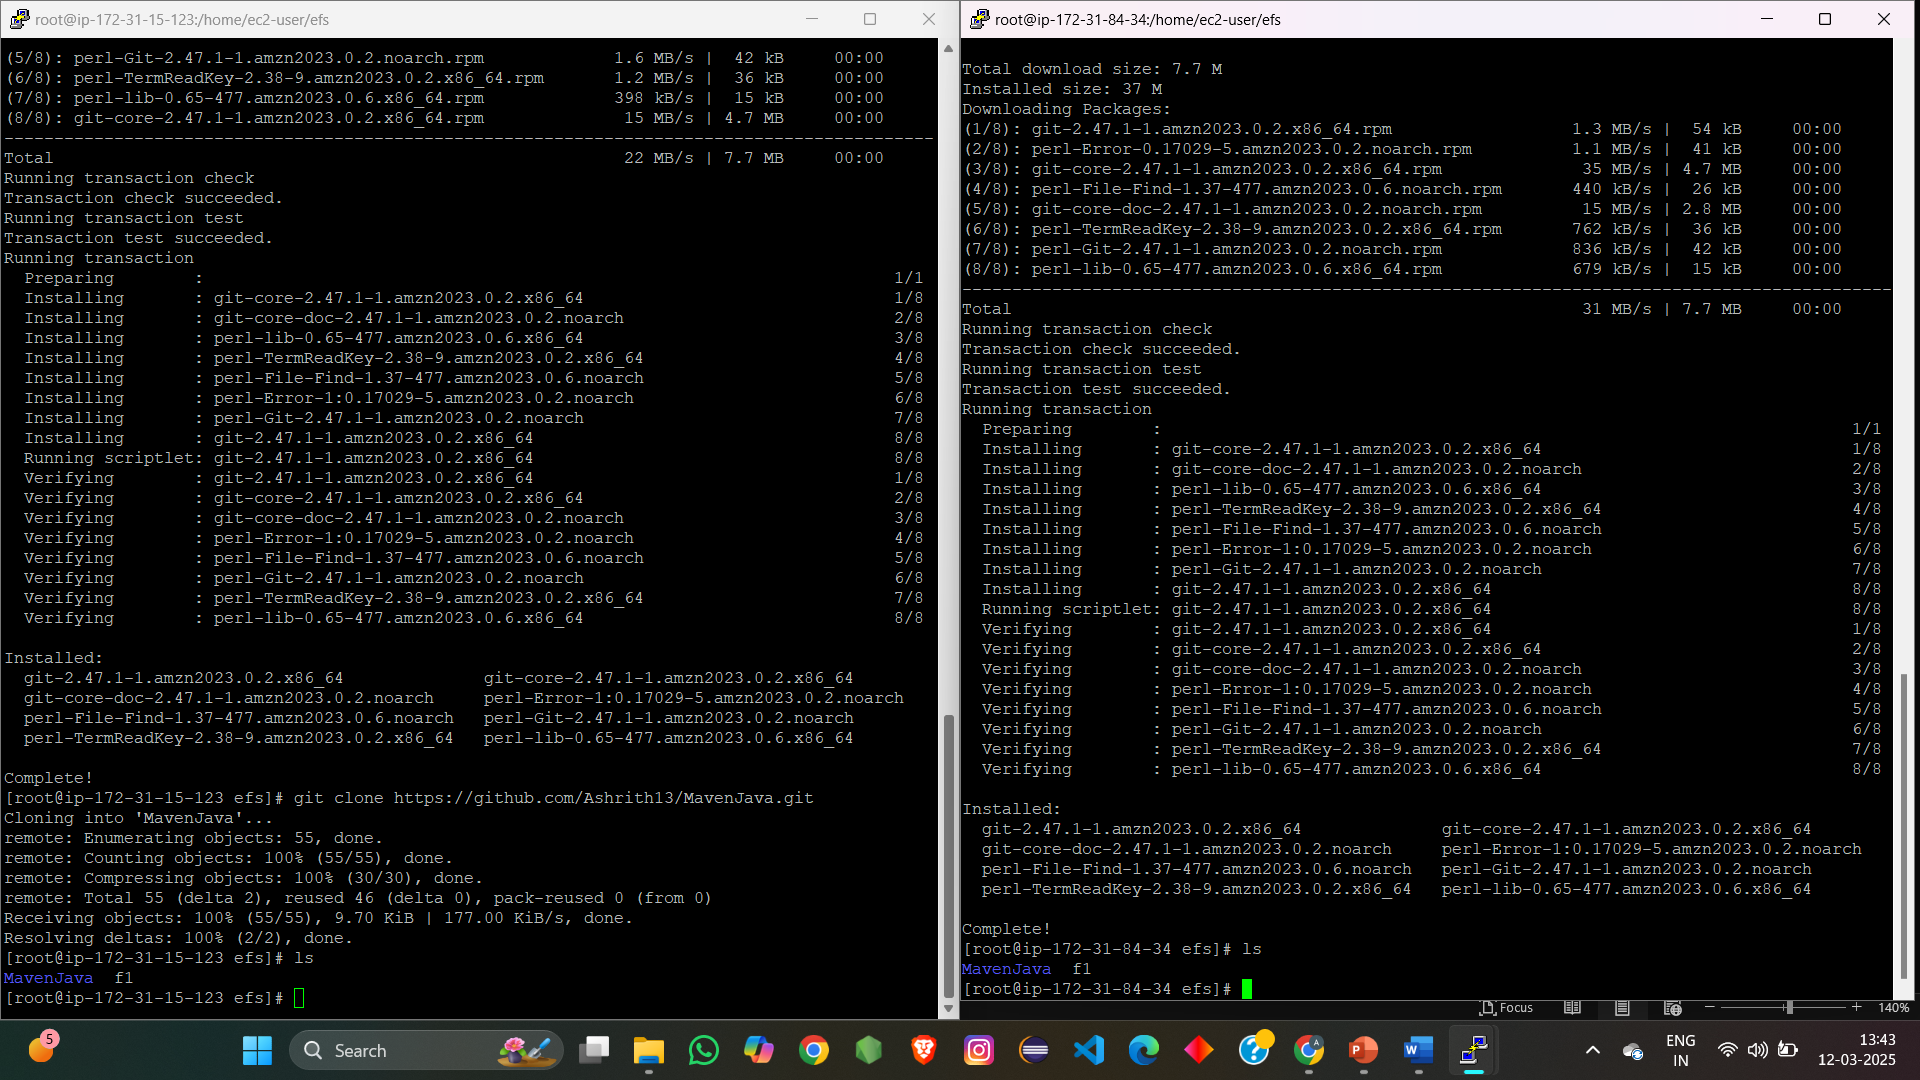 root@ip-172-31-15-123:/home/ec2-user/efs
(5/8): perl-Git-2.47.1-1.amzn2023.0.2.noarch.rpm 1.6 MB/s | 42 kB 00:00
(6/8): perl-TermReadKey-2.38-9.amzn2023.0.2.x86_64.rpm 1.2 MB/s | 36 kB 00:00
(7/8): perl-lib-0.65-477.amzn2023.0.6.x86_64.rpm 398 kB/s | 15 kB 00:00
(8/8): git-core-2.47.1-1.amzn2023.0.2.x86_64.rpm 15 MB/s | 4.7 MB 00:00
--------------------------------------------------------------------------------------------
Total 22 MB/s | 7.7 MB 00:00
Running transaction check
Transaction check succeeded.
Running transaction test
Transaction test succeeded.
Running transaction
Preparing : 1/1
Installing : git-core-2.47.1-1.amzn2023.0.2.x86_64 1/8
Installing : git-core-doc-2.47.1-1.amzn2023.0.2.noarch 2/8
Installing : perl-lib-0.65-477.amzn2023.0.6.x86_64 3/8
Installing : perl-TermReadKey-2.38-9.amzn2023.0.2.x86_64 4/8
Installing : perl-File-Find-1.37-477.amzn2023.0.6.noarch 5/8
Installing : perl-Error-1:0.17029-5.amzn2023.0.2.noarch 6/8
Installing : perl-Git-2.47.1-1.amzn2023.0.2.noarch 7/8
Installing : git-2.47.1-1.amzn2023.0.2.x86_64 8/8
Running scriptlet: git-2.47.1-1.amzn2023.0.2.x86_64 8/8
Verifying : git-2.47.1-1.amzn2023.0.2.x86_64 1/8
Verifying : git-core-2.47.1-1.amzn2023.0.2.x86_64 2/8
Verifying : git-core-doc-2.47.1-1.amzn2023.0.2.noarch 3/8
Verifying : perl-Error-1:0.17029-5.amzn2023.0.2.noarch 4/8
Verifying : perl-File-Find-1.37-477.amzn2023.0.6.noarch 5/8
Verifying : perl-Git-2.47.1-1.amzn2023.0.2.noarch 6/8
Verifying : perl-TermReadKey-2.38-9.amzn2023.0.2.x86_64 7/8
Verifying : perl-lib-0.65-477.amzn2023.0.6.x86_64 8/8
Installed:
git-2.47.1-1.amzn2023.0.2.x86_64 git-core-2.47.1-1.amzn2023.0.2.x86_64
git-core-doc-2.47.1-1.amzn2023.0.2.noarch perl-Error-1:0.17029-5.amzn2023.0.2.noarch
perl-File-Find-1.37-477.amzn2023.0.6.noarch perl-Git-2.47.1-1.amzn2023.0.2.noarch
perl-TermReadKey-2.38-9.amzn2023.0.2.x86_64 perl-lib-0.65-477.amzn2023.0.6.x86_64
Complete!
[root@ip-172-31-15-123 efs]# git clone https://github.com/Ashrith13/MavenJava.git
Cloning into 'MavenJava'...
remote: Enumerating objects: 55, done.
remote: Counting objects: 100% (55/55), done.
remote: Compressing objects: 100% (30/30), done.
remote: Total 55 (delta 2), reused 46 (delta 0), pack-reused 0 (from 0)
Receiving objects: 100% (55/55), 9.70 KiB | 177.00 KiB/s, done.
Resolving deltas: 100% (2/2), done.
[root@ip-172-31-15-123 efs]# ls
MavenJava f1
[root@ip-172-31-15-123 efs]#
root@ip-172-31-84-34:/home/ec2-user/efs
Total download size: 7.7 M
Installed size: 37 M
Downloading Packages:
(1/8): git-2.47.1-1.amzn2023.0.2.x86_64.rpm 1.3 MB/s | 54 kB 00:00
(2/8): perl-Error-0.17029-5.amzn2023.0.2.noarch.rpm 1.1 MB/s | 41 kB 00:00
(3/8): git-core-2.47.1-1.amzn2023.0.2.x86_64.rpm 35 MB/s | 4.7 MB 00:00
(4/8): perl-File-Find-1.37-477.amzn2023.0.6.noarch.rpm 440 kB/s | 26 kB 00:00
(5/8): git-core-doc-2.47.1-1.amzn2023.0.2.noarch.rpm 15 MB/s | 2.8 MB 00:00
(6/8): perl-TermReadKey-2.38-9.amzn2023.0.2.x86_64.rpm 762 kB/s | 36 kB 00:00
(7/8): perl-Git-2.47.1-1.amzn2023.0.2.noarch.rpm 836 kB/s | 42 kB 00:00
(8/8): perl-lib-0.65-477.amzn2023.0.6.x86_64.rpm 679 kB/s | 15 kB 00:00
--------------------------------------------------------------------------------------------
Total 31 MB/s | 7.7 MB 00:00
Running transaction check
Transaction check succeeded.
Running transaction test
Transaction test succeeded.
Running transaction
Preparing : 1/1
Installing : git-core-2.47.1-1.amzn2023.0.2.x86_64 1/8
Installing : git-core-doc-2.47.1-1.amzn2023.0.2.noarch 2/8
Installing : perl-lib-0.65-477.amzn2023.0.6.x86_64 3/8
Installing : perl-TermReadKey-2.38-9.amzn2023.0.2.x86_64 4/8
Installing : perl-File-Find-1.37-477.amzn2023.0.6.noarch 5/8
Installing : perl-Error-1:0.17029-5.amzn2023.0.2.noarch 6/8
Installing : perl-Git-2.47.1-1.amzn2023.0.2.noarch 7/8
Installing : git-2.47.1-1.amzn2023.0.2.x86_64 8/8
Running scriptlet: git-2.47.1-1.amzn2023.0.2.x86_64 8/8
Verifying : git-2.47.1-1.amzn2023.0.2.x86_64 1/8
Verifying : git-core-2.47.1-1.amzn2023.0.2.x86_64 2/8
Verifying : git-core-doc-2.47.1-1.amzn2023.0.2.noarch 3/8
Verifying : perl-Error-1:0.17029-5.amzn2023.0.2.noarch 4/8
Verifying : perl-File-Find-1.37-477.amzn2023.0.6.noarch 5/8
Verifying : perl-Git-2.47.1-1.amzn2023.0.2.noarch 6/8
Verifying : perl-TermReadKey-2.38-9.amzn2023.0.2.x86_64 7/8
Verifying : perl-lib-0.65-477.amzn2023.0.6.x86_64 8/8
Installed:
git-2.47.1-1.amzn2023.0.2.x86_64 git-core-2.47.1-1.amzn2023.0.2.x86_64
git-core-doc-2.47.1-1.amzn2023.0.2.noarch perl-Error-1:0.17029-5.amzn2023.0.2.noarch
perl-File-Find-1.37-477.amzn2023.0.6.noarch perl-Git-2.47.1-1.amzn2023.0.2.noarch
perl-TermReadKey-2.38-9.amzn2023.0.2.x86_64 perl-lib-0.65-477.amzn2023.0.6.x86_64
Complete!
[root@ip-172-31-84-34 efs]# ls
MavenJava f1
[root@ip-172-31-84-34 efs]#
Focus 140%
5
Search
ENG
IN
13:43
12-03-2025